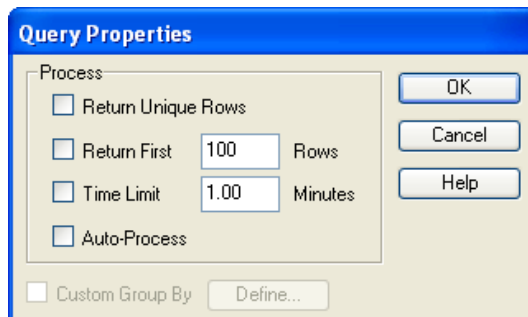 Query Properties
Process
Return Unique Rows
Return First 100 Rows
Time Limit 1.00 Minutes
Auto-Process
Custom Group By Define...
OK
Cancel
Help